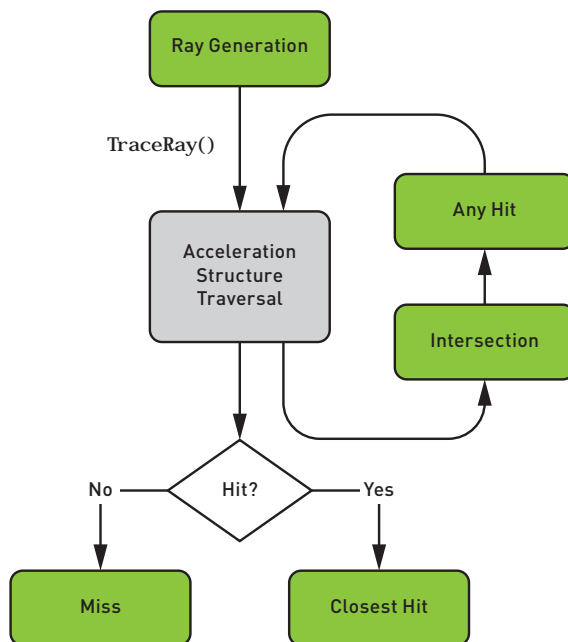 Ray Generation
TraceRay()
Any Hit
Acceleration
Structure
Traversal
Intersection
No
Hit?
Yes
Miss
Closest Hit